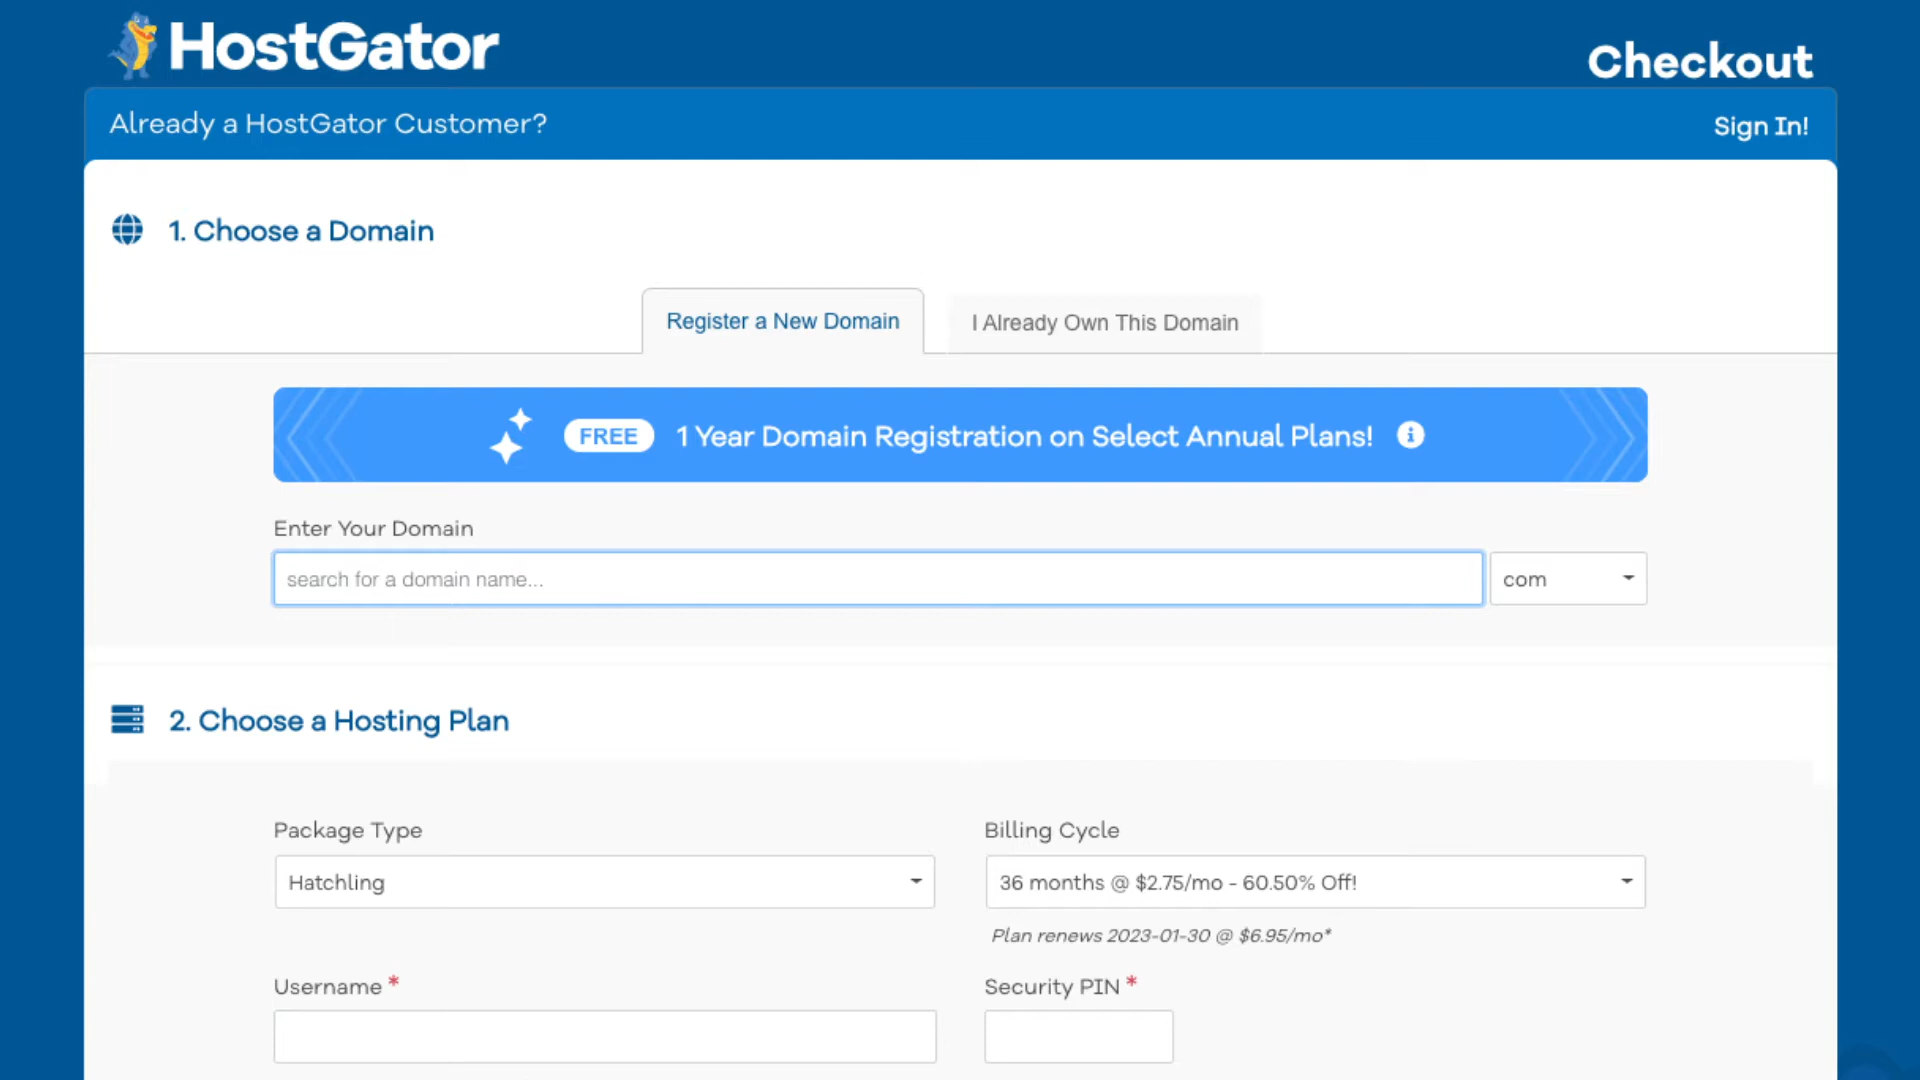 HostGator
Checkout
Already a HostGator Customer?
Sign In!
1. Choose a Domain
Register a New Domain
I Already Own This Domain
FREE 1 Year Domain Registration on Select Annual Plans!
Enter Your Domain
search for a domain name...
com
2. Choose a Hosting Plan
Package Type
Billing Cycle
Hatchling
36 months @ $2.75/mo - 60.50% Off!
Plan renews 2023-01-30 @ $6.95/mo*
Username *
Security PIN *